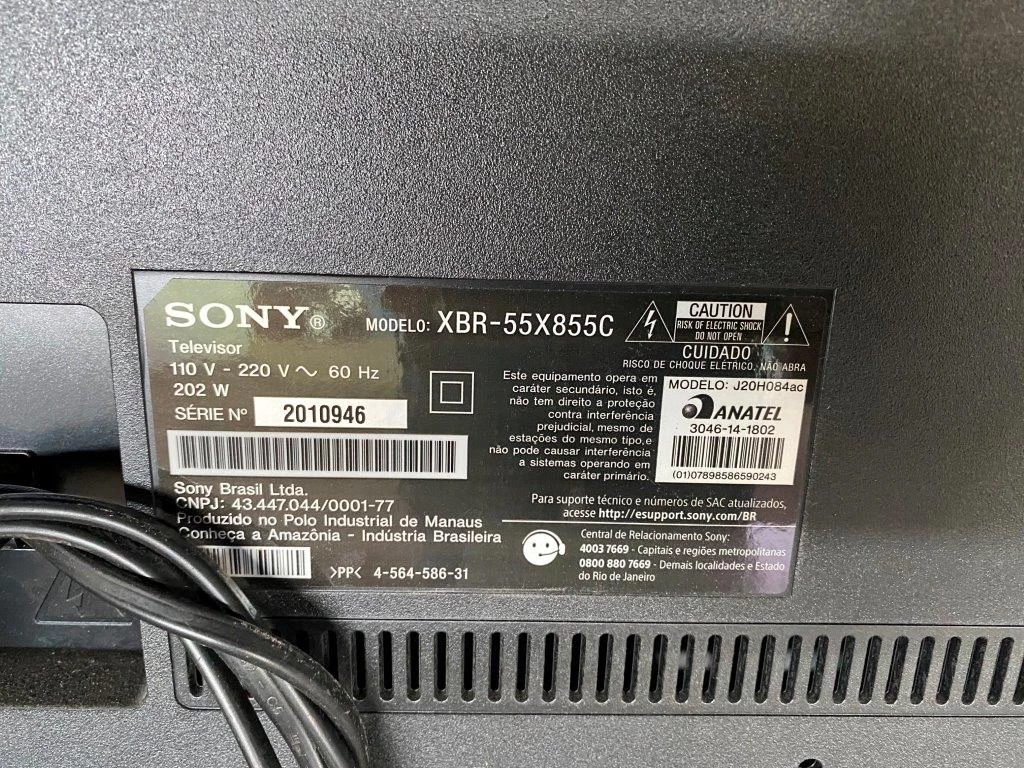 SONY®
MODELO: XBR-55X855C
Televisor
110 V - 220 V ~ 60 Hz
202 W
SÉRIE Nº 2010946
Sony Brasil Ltda.
CNPJ: 43.447.044/0001-77
Produzido no Polo Industrial de Manaus
Conheça a Amazônia - Indústria Brasileira
>PP< 4-564-586-31
CAUTION
RISK OF ELECTRIC SHOCK
DO NOT OPEN
CUIDADO
RISCO DE CHOQUE ELÉTRICO, NÃO ABRA
Este equipamento opera em
caráter secundário, isto é,
não tem direito a proteção
contra interferência
prejudicial, mesmo de
estações do mesmo tipo,e
não pode causar interferência
a sistemas operando em
caráter primário.
MODELO: J20H084ac
ANATEL
3046-14-1802
(01)07898586590243
Para suporte técnico e números de SAC atualizados,
acesse http://esupport.sony.com/BR
Central de Relacionamento Sony:
4003 7669 - Capitais e regiões metropolitanas
0800 880 7669 - Demais localidades e Estado
do Rio de Janeiro